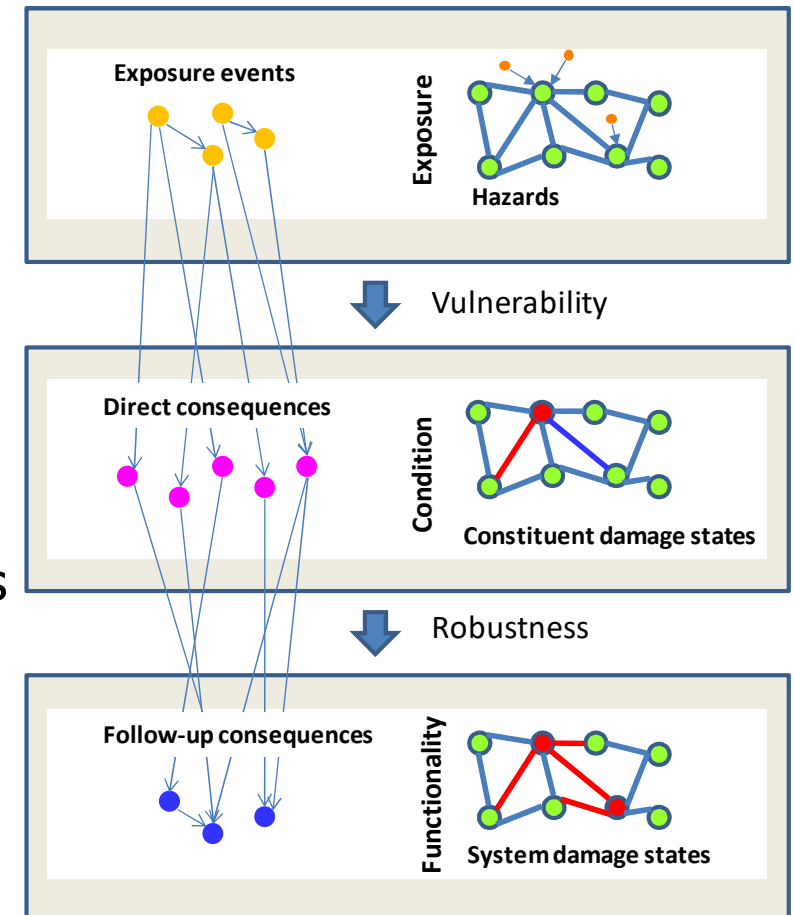 Exposure events
Exposure
Hazards
Vulnerability
Direct consequences
Condition
Constituent damage states
s
Robustness
Follow-up consequences
Functionality
System damage states